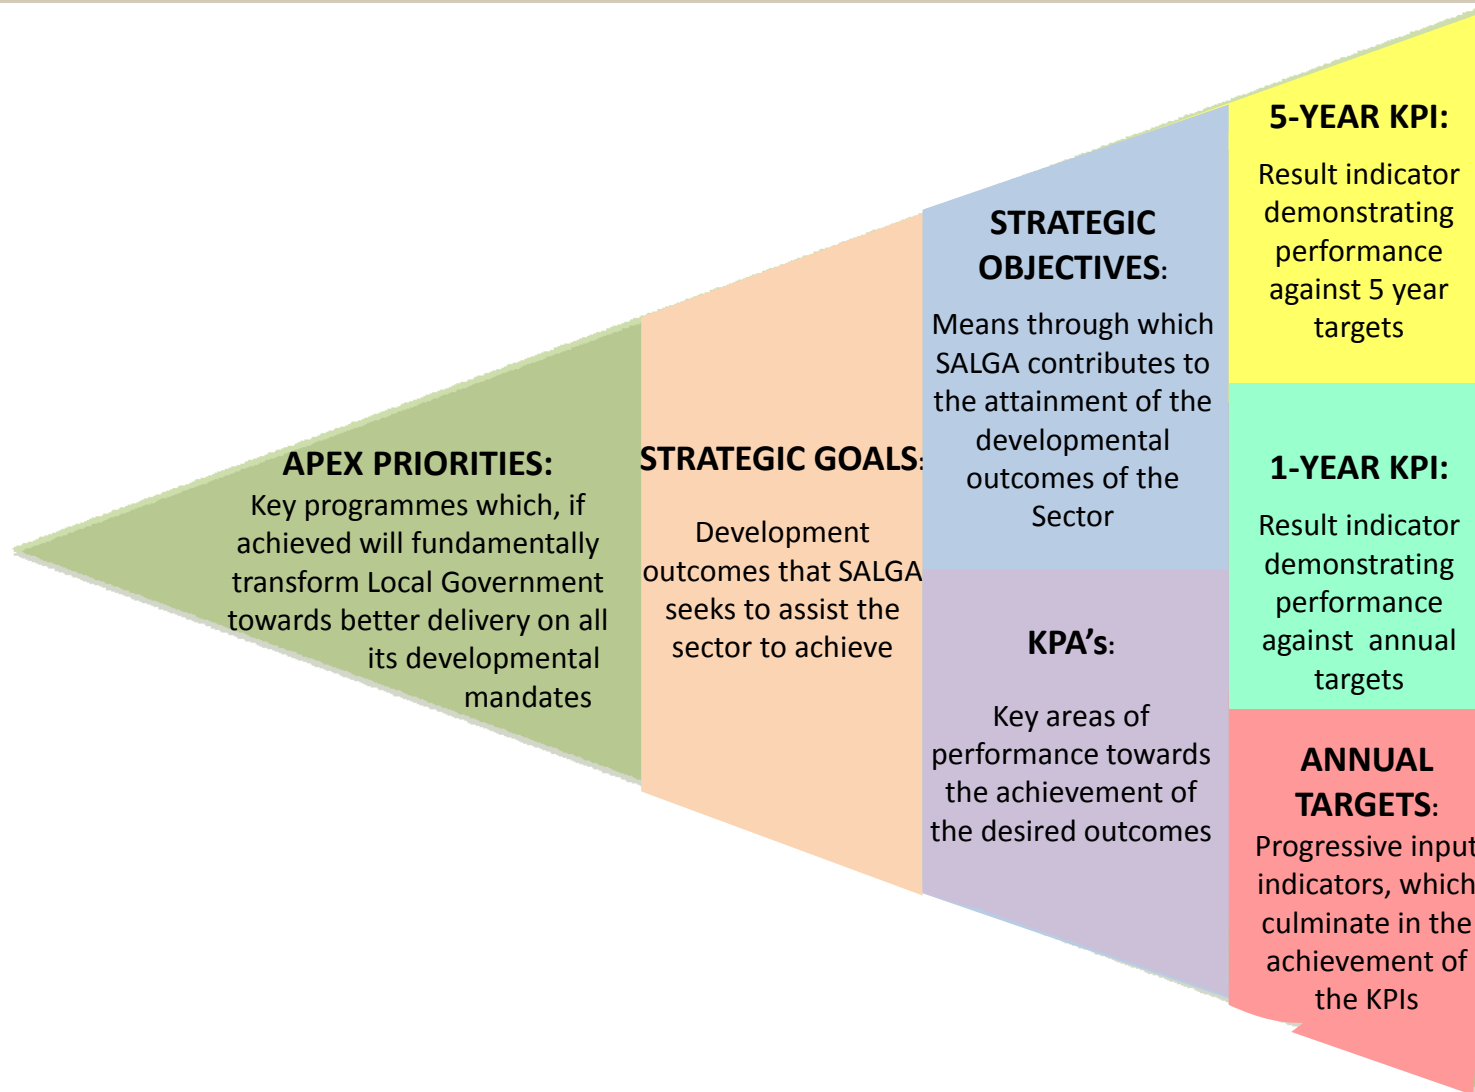 APEX PRIORITIES:
Key programmes which, if
achieved will fundamentally
transform Local Government
towards better delivery on all
its developmental
mandates
STRATEGIC GOALS:
Development
outcomes that SALGA
seeks to assist the
sector to achieve
STRATEGIC
OBJECTIVES:
Means through which
SALGA contributes to
the attainment of the
developmental
outcomes of the
Sector
KPA’s:
Key areas of
performance towards
the achievement of
the desired outcomes
5-YEAR KPI:
Result indicator
demonstrating
performance
against 5 year
targets
1-YEAR KPI:
Result indicator
demonstrating
performance
against  annual
targets
ANNUAL
TARGETS:
Progressive input
indicators, which
culminate in the
achievement of
the KPIs